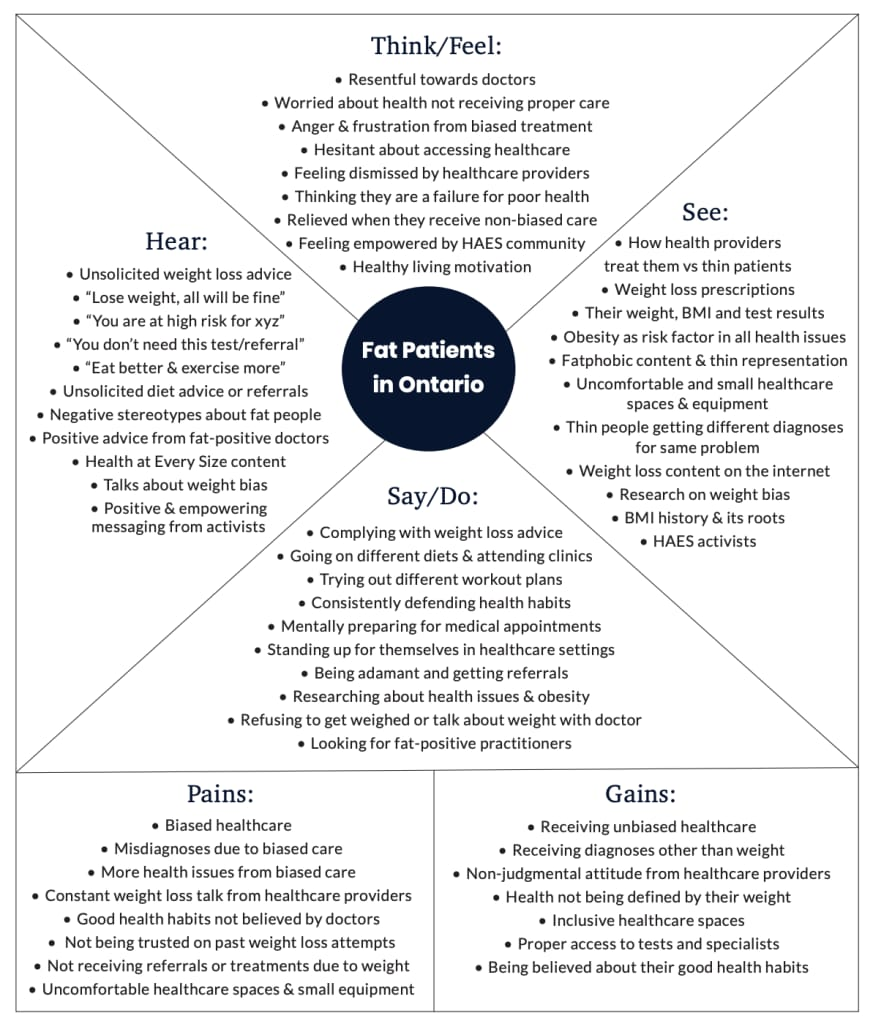 Think/Feel:
• Resentful towards doctors
• Worried about health not receiving proper care
• Anger & frustration from biased treatment
• Hesitant about accessing healthcare
• Feeling dismissed by healthcare providers
• Thinking they are a failure for poor health
• Relieved when they receive non-biased care
• Feeling empowered by HAES community
• Healthy living motivation
Hear:
• Unsolicited weight loss advice
• “Lose weight, all will be fine”
• “You are at high risk for xyz”
• “You don’t need this test/referral”
• “Eat better & exercise more”
• Unsolicited diet advice or referrals
• Negative stereotypes about fat people
• Positive advice from fat-positive doctors
• Health at Every Size content
• Talks about weight bias
• Positive & empowering
messaging from activists
Fat Patients
in Ontario
See:
• How health providers
treat them vs thin patients
• Weight loss prescriptions
• Their weight, BMI and test results
• Obesity as risk factor in all health issues
• Fatphobic content & thin representation
• Uncomfortable and small healthcare
spaces & equipment
• Thin people getting different diagnoses
for same problem
• Weight loss content on the internet
• Research on weight bias
• BMI history & its roots
• HAES activists
Say/Do:
• Complying with weight loss advice
• Going on different diets & attending clinics
• Trying out different workout plans
• Consistently defending health habits
• Mentally preparing for medical appointments
• Standing up for themselves in healthcare settings
• Being adamant and getting referrals
• Researching about health issues & obesity
• Refusing to get weighed or talk about weight with doctor
• Looking for fat-positive practitioners
Pains:
• Biased healthcare
• Misdiagnoses due to biased care
• More health issues from biased care
• Constant weight loss talk from healthcare providers
• Good health habits not believed by doctors
• Not being trusted on past weight loss attempts
• Not receiving referrals or treatments due to weight
• Uncomfortable healthcare spaces & small equipment
Gains:
• Receiving unbiased healthcare
• Receiving diagnoses other than weight
• Non-judgmental attitude from healthcare providers
• Health not being defined by their weight
• Inclusive healthcare spaces
• Proper access to tests and specialists
• Being believed about their good health habits